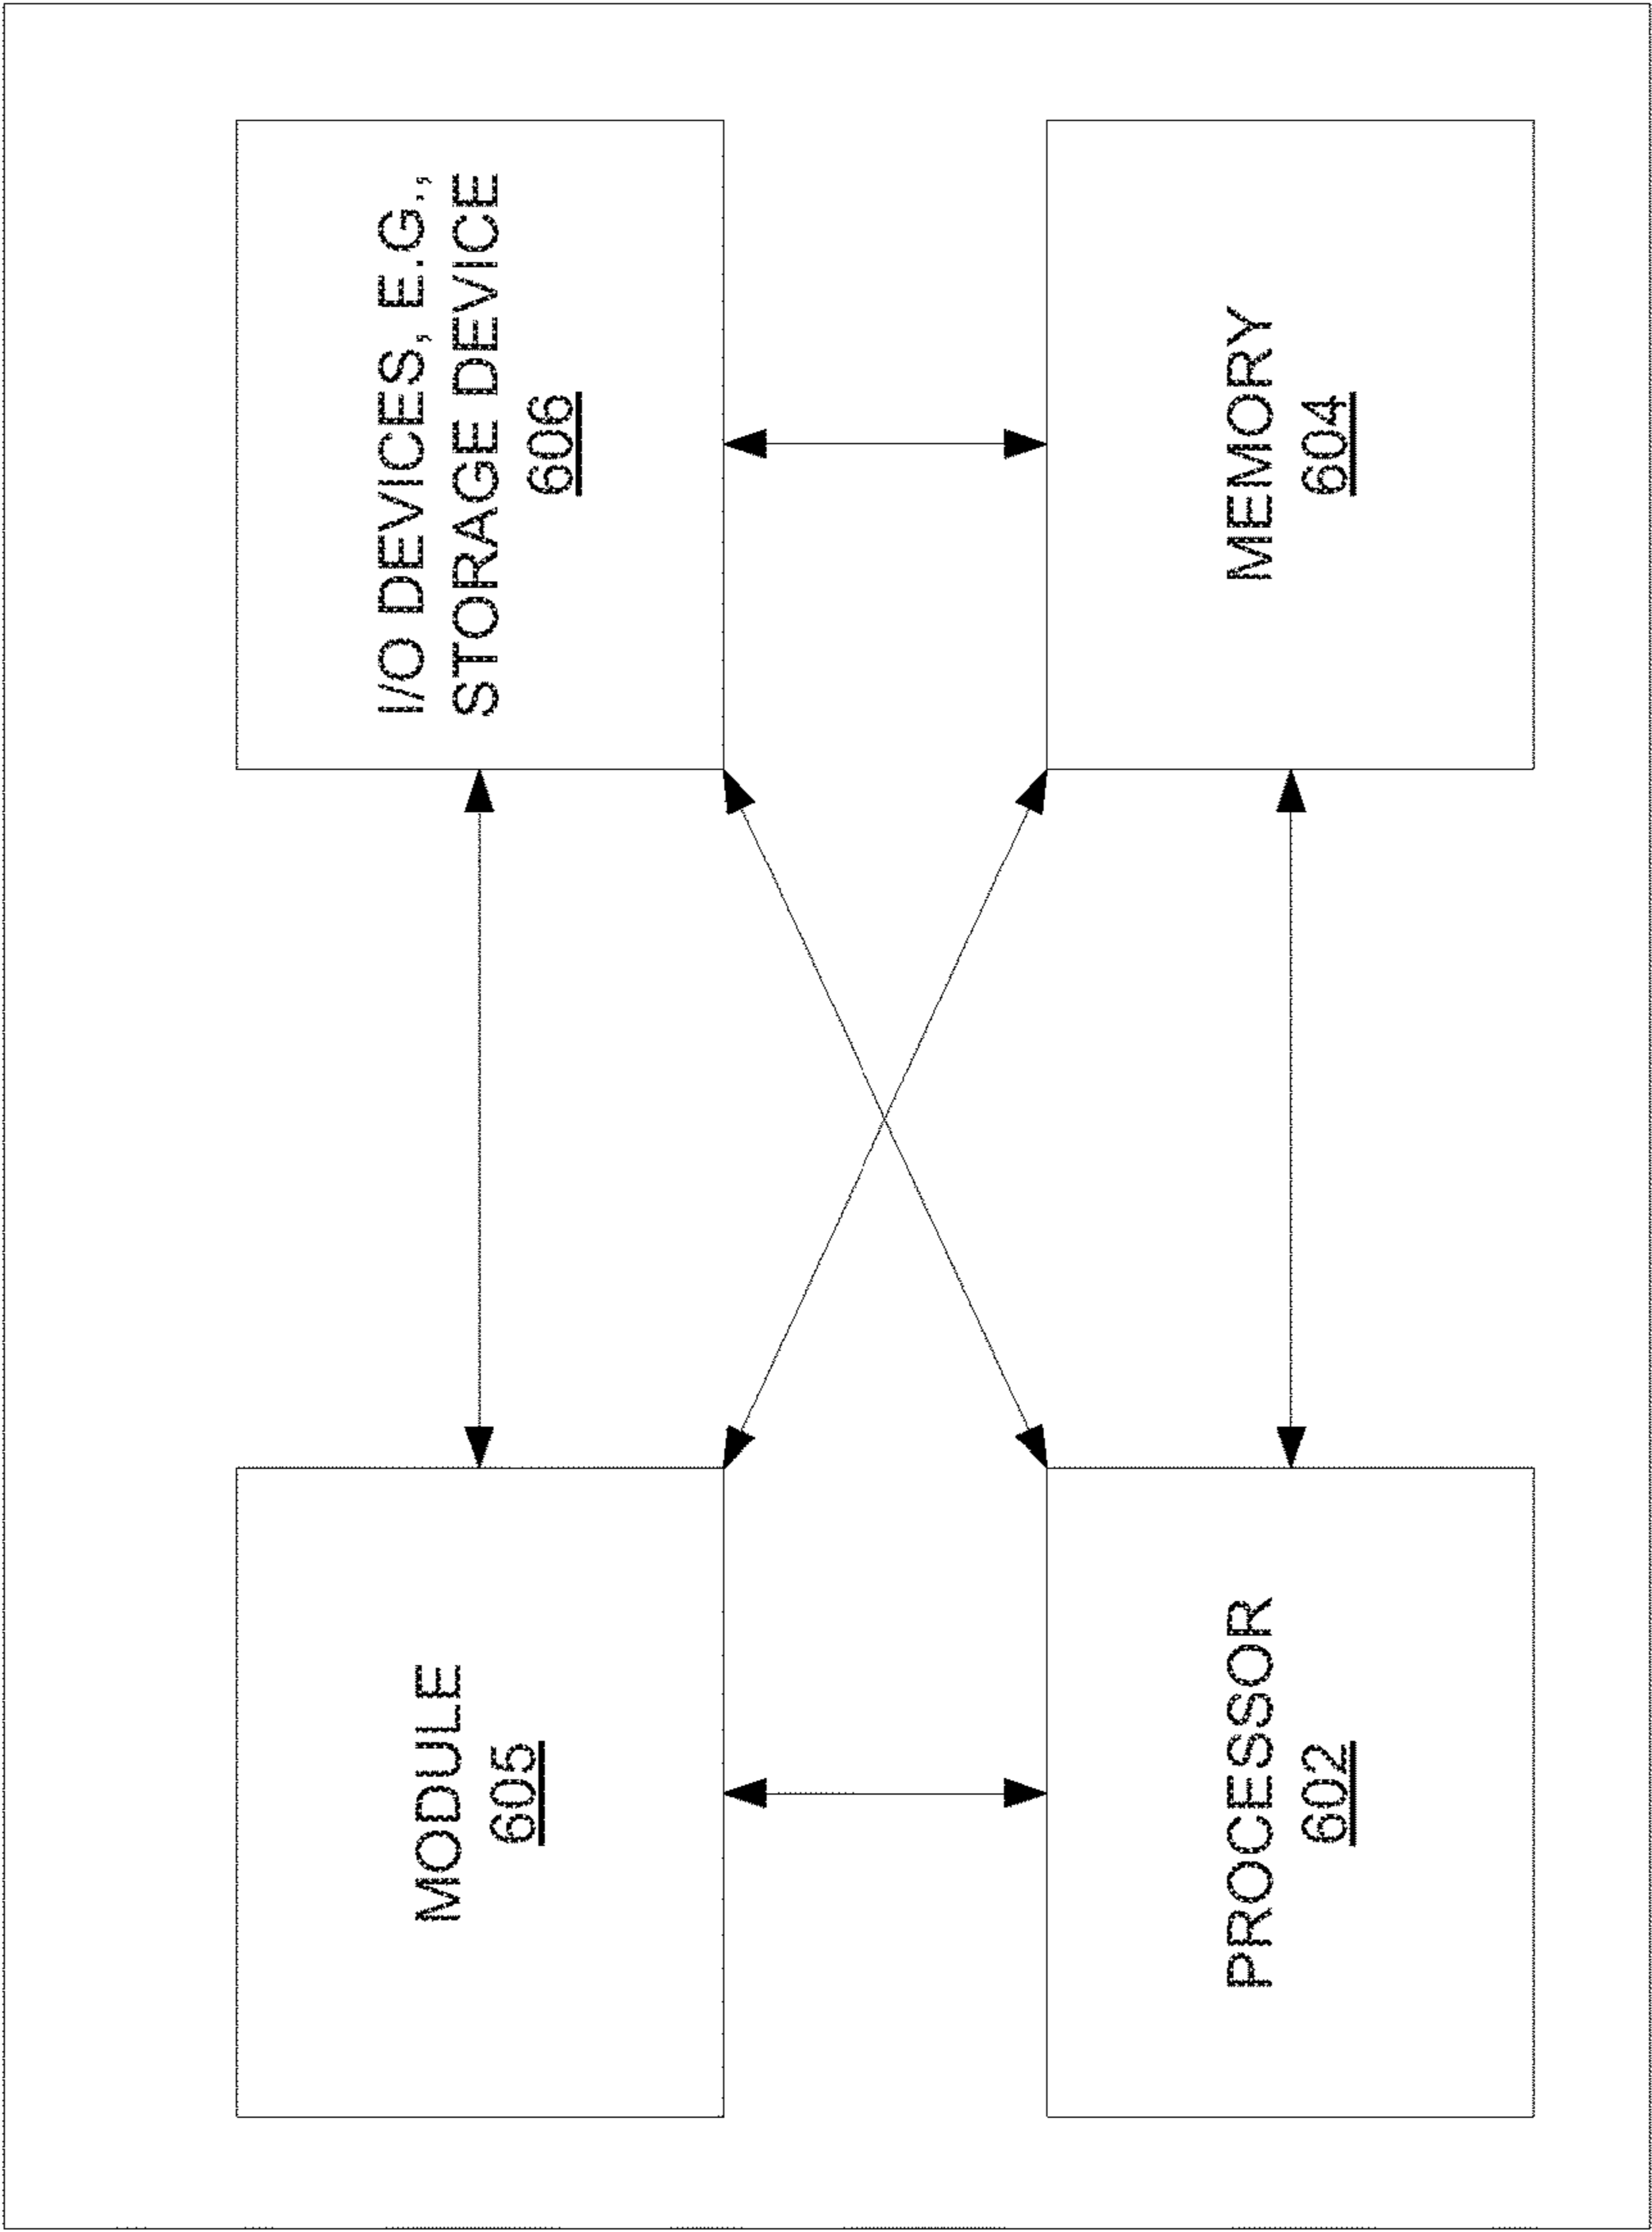 MODULE
605
I/O DEVICES, E.G.,
STORAGE DEVICE
606
PROCESSOR
602
MEMORY
604